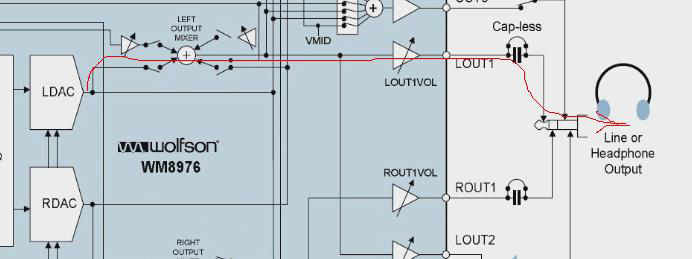 LEFT
OUTPUT
MIXER
VMID
Cap-less
LDAC
LOUT1VOL
LOUT1
wolfson®
WM8976
Line or
Headphone
Output
ROUT1VOL
ROUT1
RDAC
LOUT2
RIGHT
OUTPUT